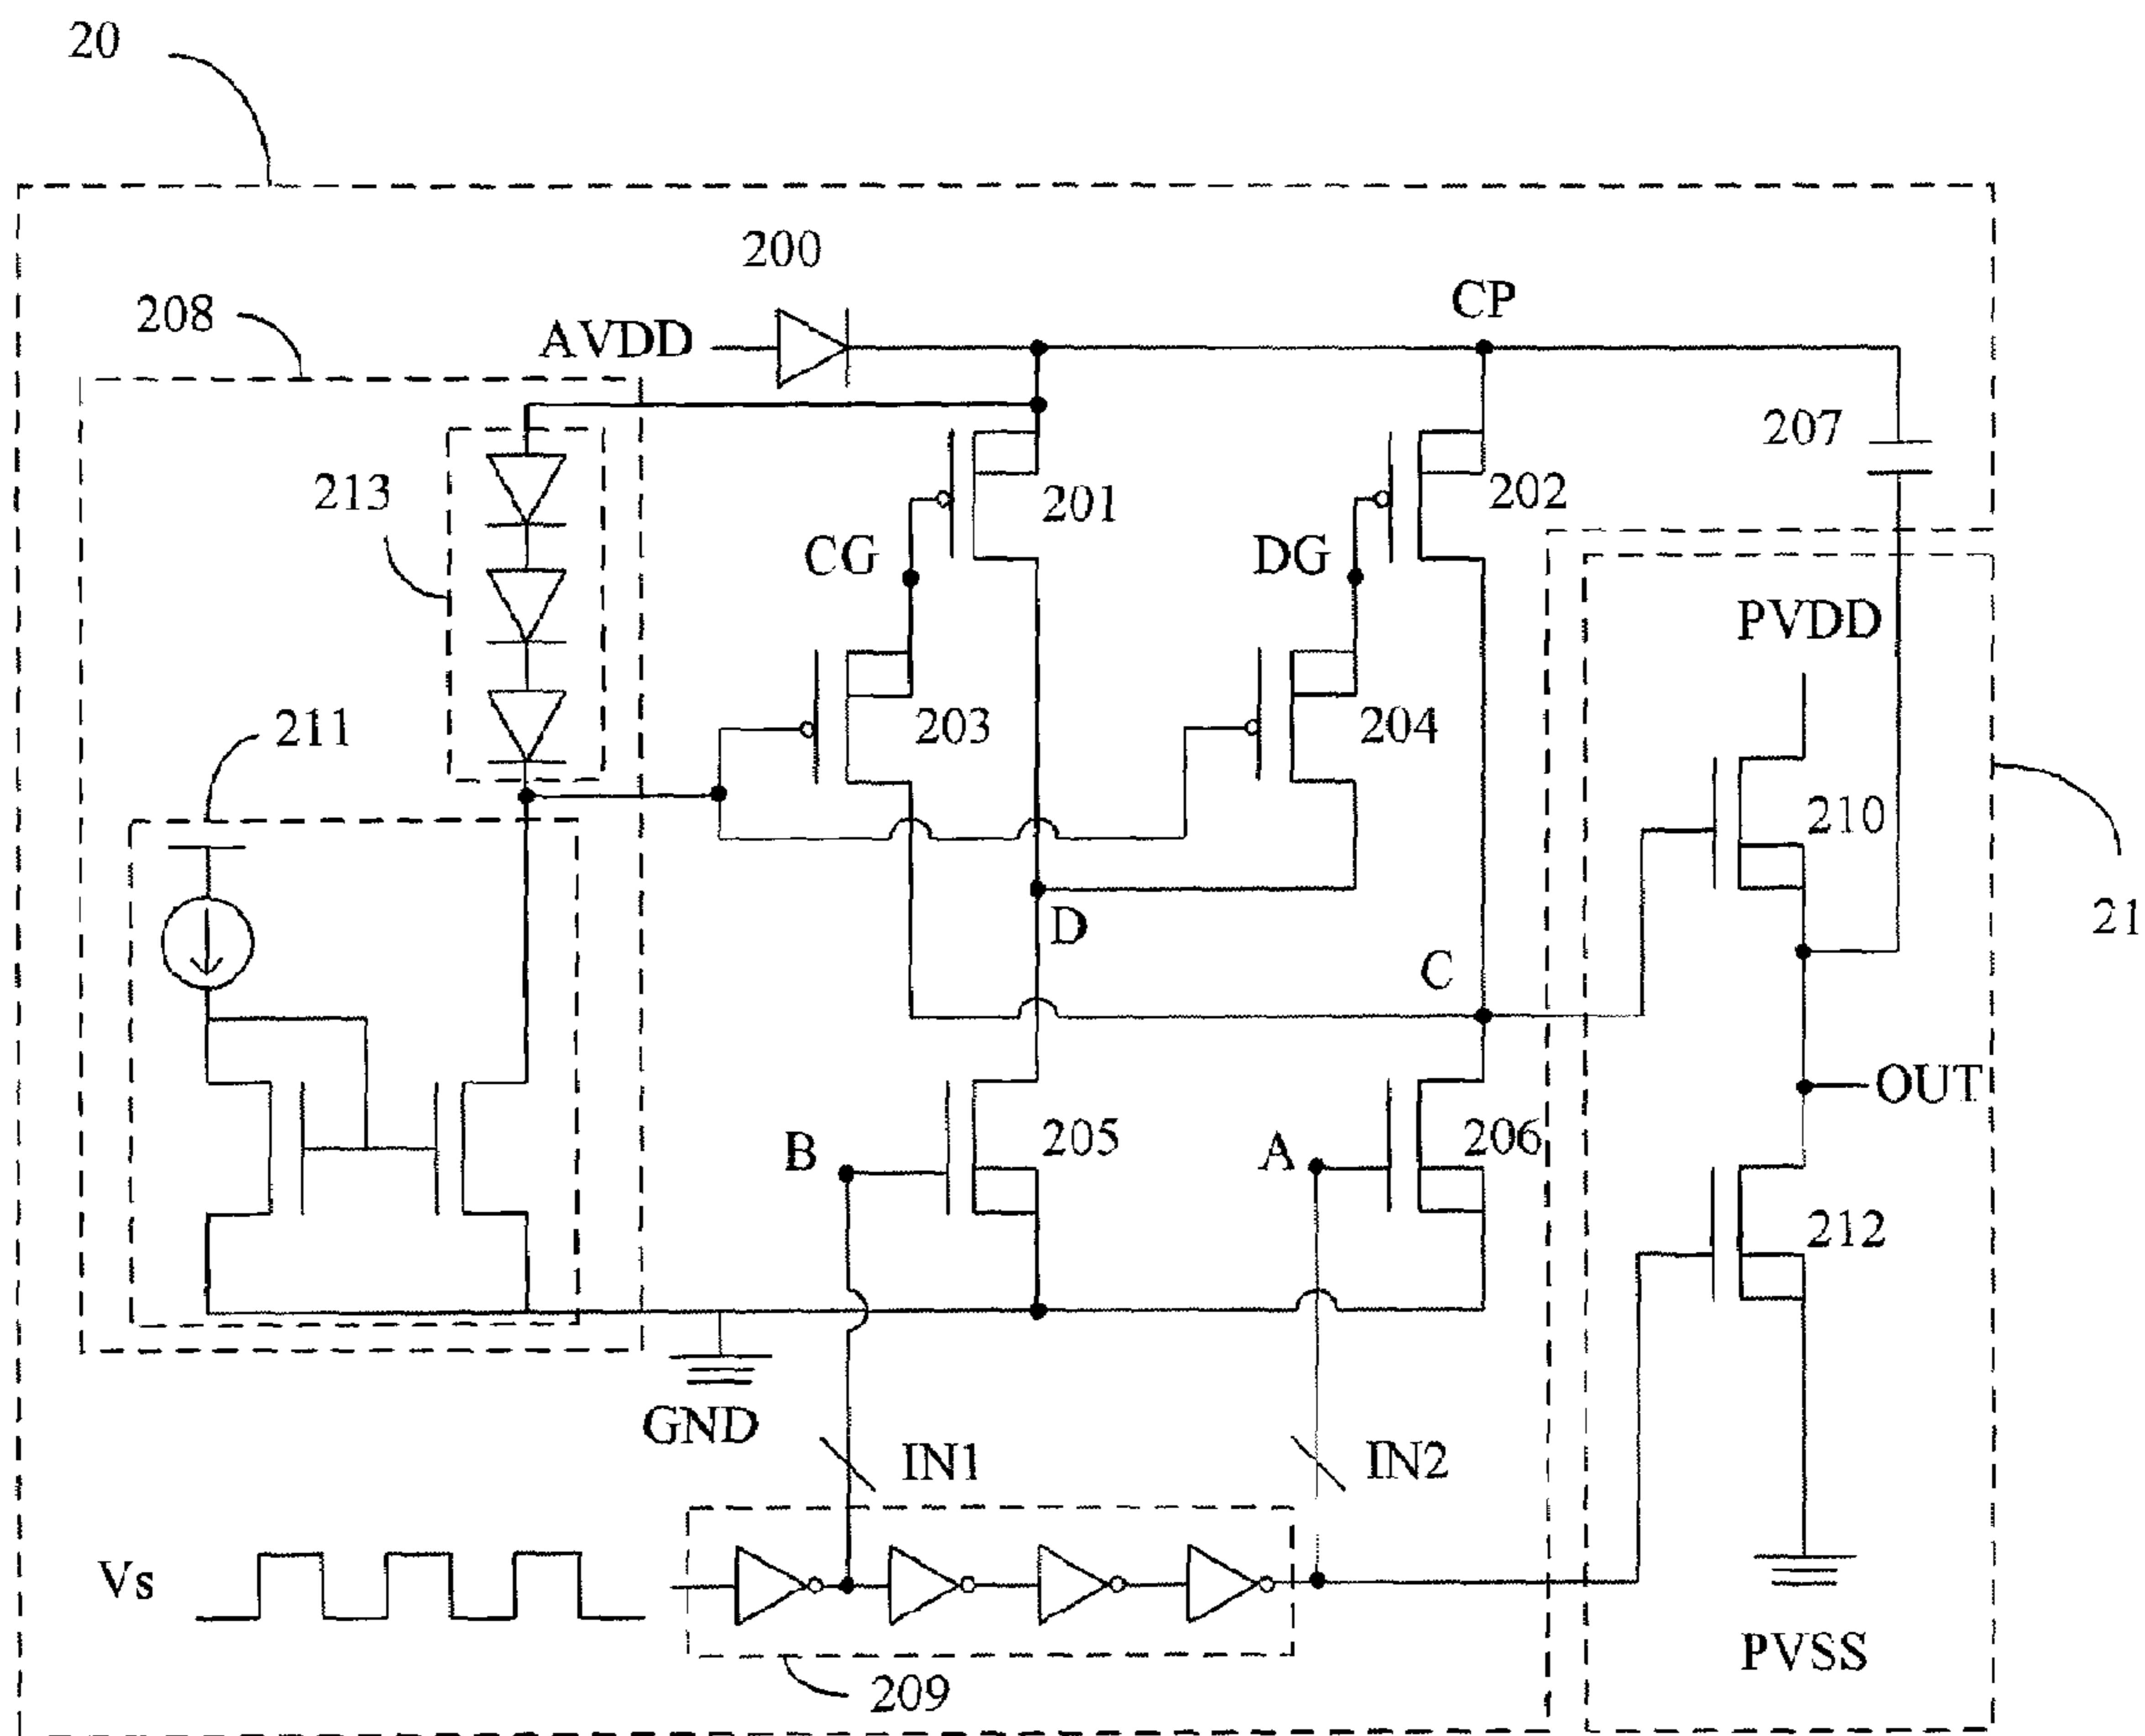 20
200
208
AVDD
CP
207
213
201
202
CG
DG
PVDD
211
203
204
210
D
C
21
OUT
B
205
A
206
212
GND
IN1
IN2
Vs
PVSS
209